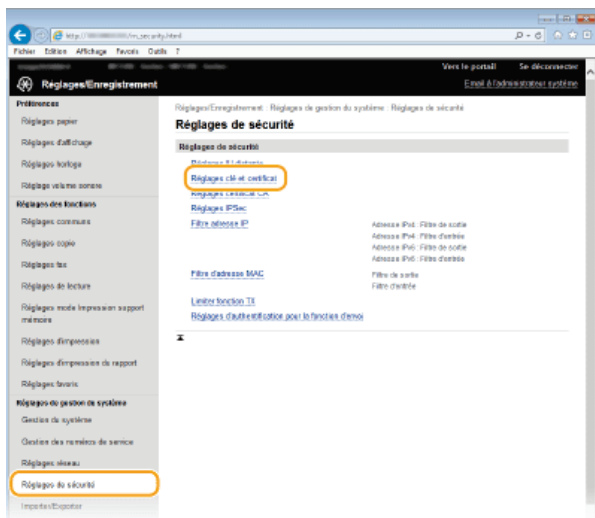 http://
/m_security.html
Fichier Edition Affichage Favoris Outils ?
Vers le portail Se déconnecter
Réglages/Enregistrement
Email à l'administrateur système
Préférences
Réglages papier
Réglages d'affichage
Réglages horloge
Réglage volume sonore
Réglages des fonctions
Réglages communs
Réglages copie
Réglages fax
Réglages de lecture
Réglages mode Impression support
mémoire
Réglages d'impression
Réglages d'impression du rapport
Réglages favoris
Réglages de gestion du système
Gestion du système
Gestion des numéros de service
Réglages réseau
Réglages de sécurité
Importer/Exporter
Réglages/Enregistrement : Réglages de gestion du système : Réglages de sécurité
Réglages de sécurité
Réglages de sécurité
Réglages clé et certificat
Réglages certificat CA
Réglages IPSec
Filtre adresse IP
Adresse IPv4 : Filtre de sortie
Adresse IPv4 : Filtre d'entrée
Adresse IPv6 : Filtre de sortie
Adresse IPv6 : Filtre d'entrée
Filtre d'adresse MAC
Filtre de sortie
Filtre d'entrée
Limiter fonction TX
Réglages d'authentification pour la fonction d'envoi